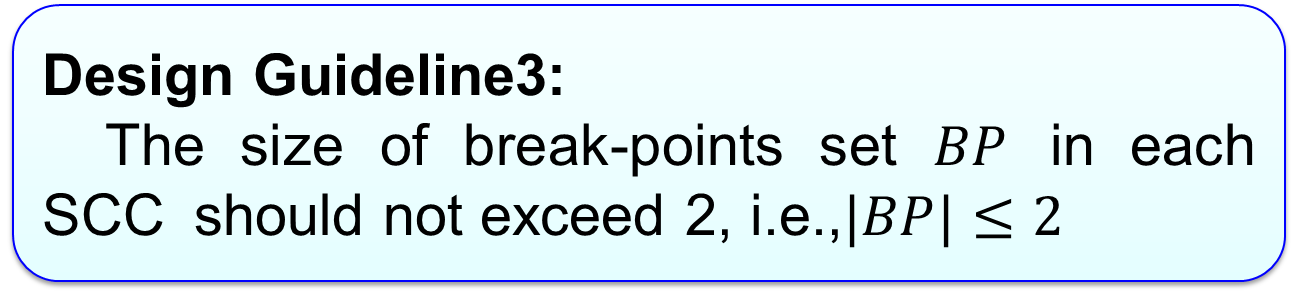 Design Guideline3:
The size of break-points set BP in each
SCC should not exceed 2, i.e.,|BP| ≤ 2